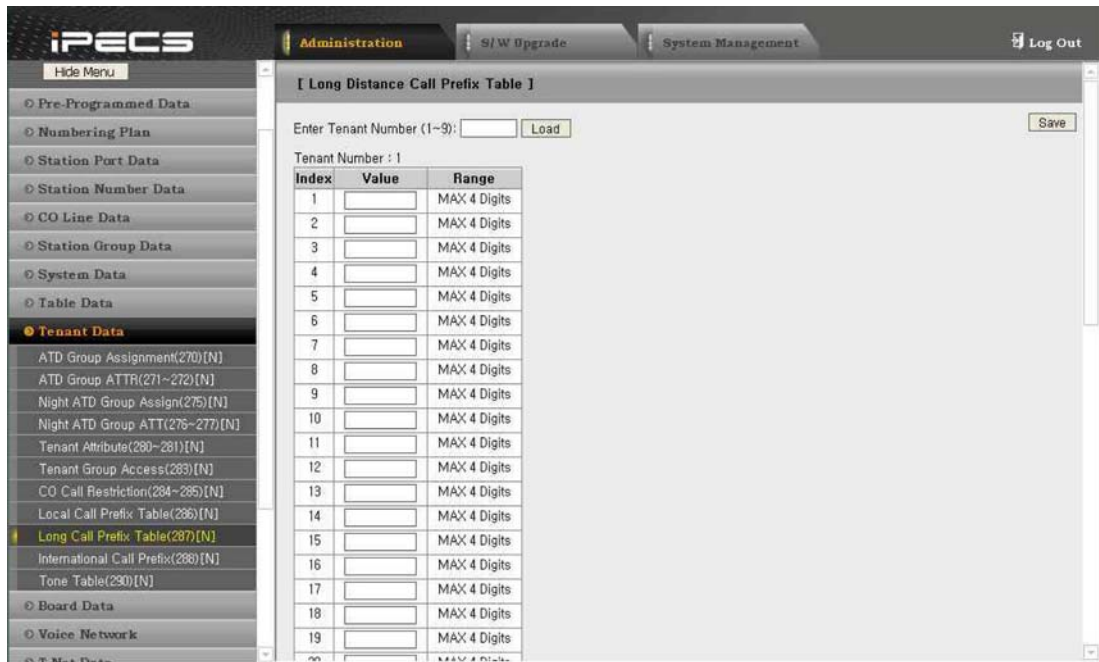 iPECS
Administration
S/W Upgrade
System Management
Log Out
Hide Menu
Pre-Programmed Data
Numbering Plan
Station Port Data
Station Number Data
CO Line Data
Station Group Data
System Data
Table Data
Tenant Data
ATD Group Assignment(270)[N]
ATD Group ATTR(271~272)[N]
Night ATD Group Assign(275)[N]
Night ATD Group ATT(276~277)[N]
Tenant Attribute(280~281)[N]
Tenant Group Access(283)[N]
CO Call Restriction(284~285)[N]
Local Call Prefix Table(286)[N]
Long Call Prefix Table(287)[N]
International Call Prefix(288)[N]
Tone Table(290)[N]
Board Data
Voice Network
T-Net Data
[ Long Distance Call Prefix Table ]
Enter Tenant Number (1~9): Load Save
Tenant Number : 1
Index Value Range
1 MAX 4 Digits
2 MAX 4 Digits
3 MAX 4 Digits
4 MAX 4 Digits
5 MAX 4 Digits
6 MAX 4 Digits
7 MAX 4 Digits
8 MAX 4 Digits
9 MAX 4 Digits
10 MAX 4 Digits
11 MAX 4 Digits
12 MAX 4 Digits
13 MAX 4 Digits
14 MAX 4 Digits
15 MAX 4 Digits
16 MAX 4 Digits
17 MAX 4 Digits
18 MAX 4 Digits
19 MAX 4 Digits
20 MAX 4 Digits